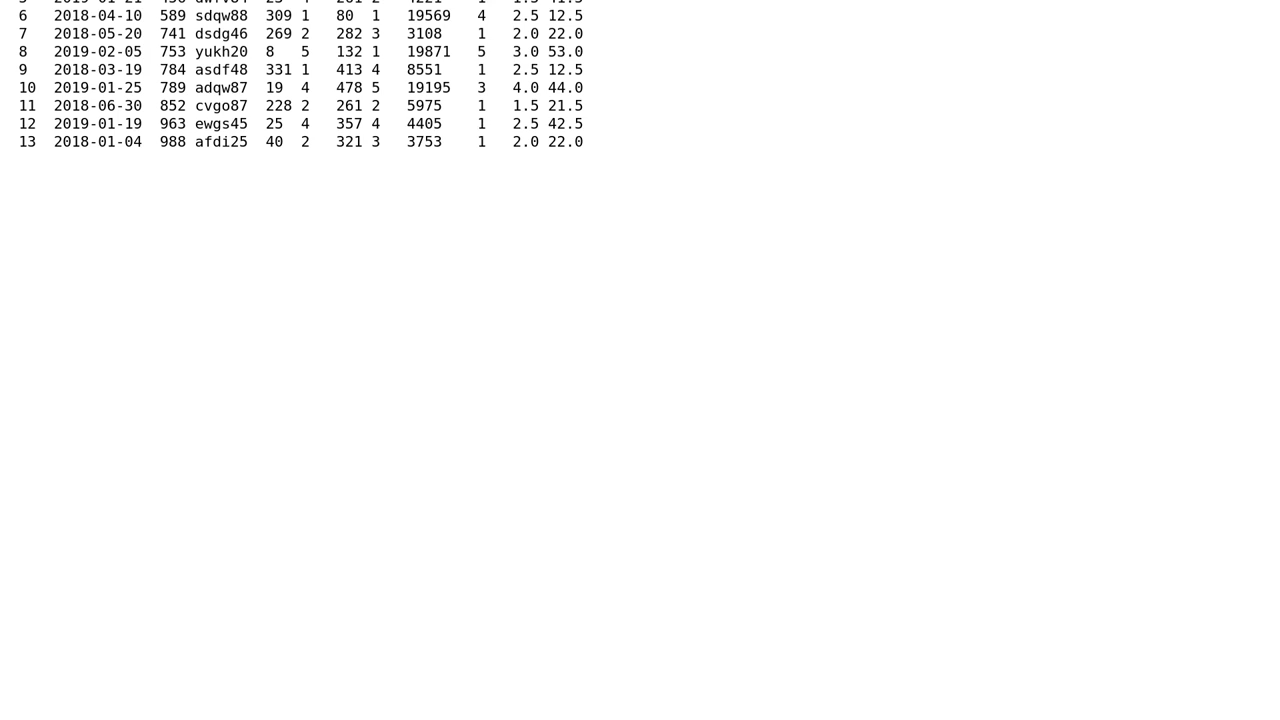 6 2018-04-10 589 sdqw88 309 1 80 1 19569 4 2.5 12.5
7 2018-05-20 741 dsdg46 269 2 282 3 3108 1 2.0 22.0
8 2019-02-05 753 yukh20 8 5 132 1 19871 5 3.0 53.0
9 2018-03-19 784 asdf48 331 1 413 4 8551 1 2.5 12.5
10 2019-01-25 789 adqw87 19 4 478 5 19195 3 4.0 44.0
11 2018-06-30 852 cvgo87 228 2 261 2 5975 1 1.5 21.5
12 2019-01-19 963 ewgs45 25 4 357 4 4405 1 2.5 42.5
13 2018-01-04 988 afdi25 40 2 321 3 3753 1 2.0 22.0